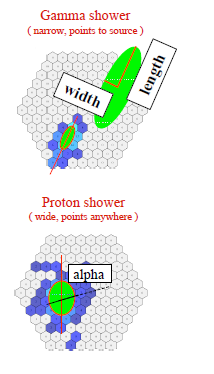 Gamma shower
( narrow, points to source )
width
length
Proton shower
( wide, points anywhere )
alpha